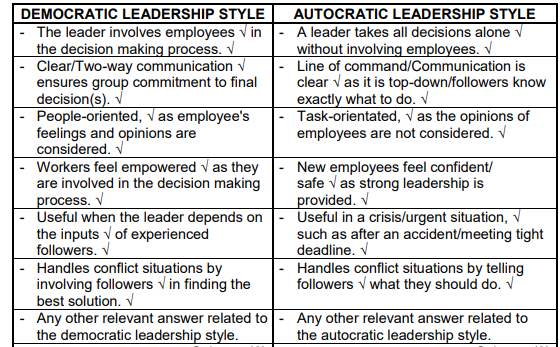 DEMOCRATIC LEADERSHIP STYLE
AUTOCRATIC LEADERSHIP STYLE
- The leader involves employees √ in
the decision making process. √
- A leader takes all decisions alone √
without involving employees. √
- Clear/Two-way communication √
ensures group commitment to final
decision(s). √
- Line of command/Communication is
clear √ as it is top-down/followers know
exactly what to do. √
- People-oriented, √ as employee's
feelings and opinions are
considered. √
- Task-orientated, √ as the opinions of
employees are not considered. √
- Workers feel empowered √ as they
are involved in the decision making
process. √
- New employees feel confident/
safe √ as strong leadership is
provided. √
- Useful when the leader depends on
the inputs √ of experienced
followers. √
- Useful in a crisis/urgent situation, √
such as after an accident/meeting tight
deadline. √
- Handles conflict situations by
involving followers √ in finding the
best solution. √
- Handles conflict situations by telling
followers √ what they should do. √
- Any other relevant answer related to
the democratic leadership style.
- Any other relevant answer related to
the autocratic leadership style.